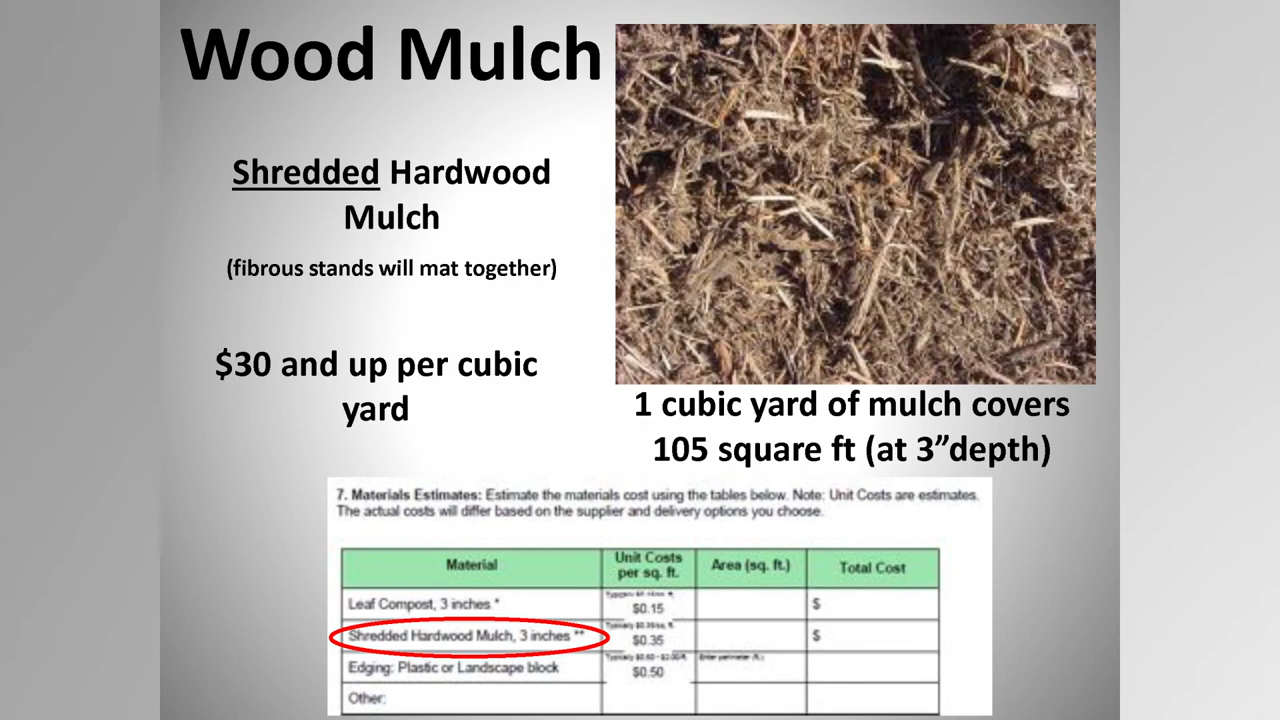 Wood Mulch
Shredded Hardwood
Mulch
(fibrous stands will mat together)
$30 and up per cubic
yard
1 cubic yard of mulch covers
105 square ft (at 3”depth)
7. Materials Estimates: Estimate the materials cost using the tables below. Note: Unit Costs are estimates.
The actual costs will differ based on the supplier and delivery options you choose.
Material Unit Costs per sq. ft. Area (sq. ft.) Total Cost
Leaf Compost, 3 inches * $0.15 $
Shredded Hardwood Mulch, 3 inches ** $0.35 $
Edging: Plastic or Landscape block $0.50
Other: